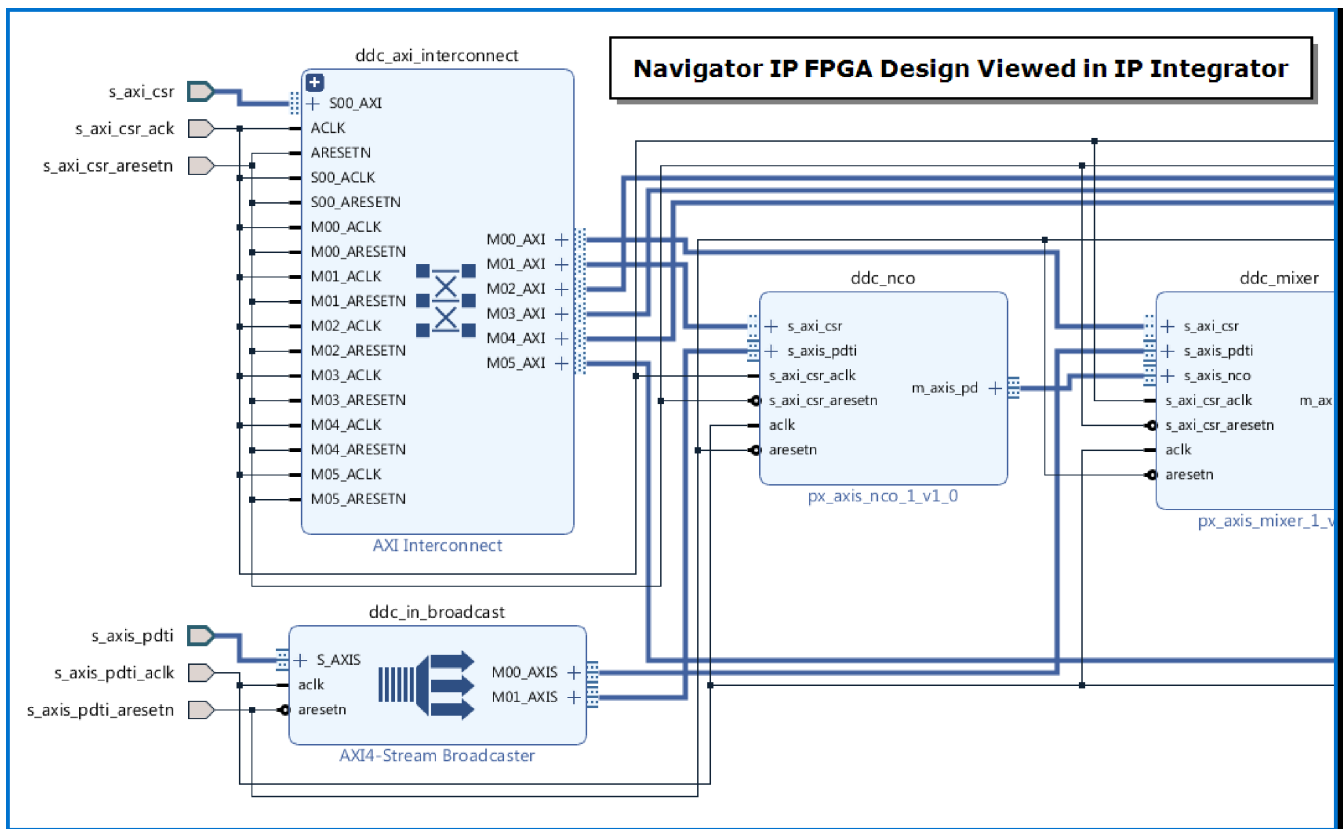 Navigator IP FPGA Design Viewed in IP Integrator
ddc_axi_interconnect
s_axi_csr
s_axi_csr_ack
s_axi_csr_aresetn
S00_AXI
ACLK
ARESETN
S00_ACLK
S00_ARESETN
M00_ACLK
M00_ARESETN
M01_ACLK
M01_ARESETN
M02_ACLK
M02_ARESETN
M03_ACLK
M03_ARESETN
M04_ACLK
M04_ARESETN
M05_ACLK
M05_ARESETN
M00_AXI
M01_AXI
M02_AXI
M03_AXI
M04_AXI
M05_AXI
AXI Interconnect
ddc_nco
s_axi_csr
s_axis_pdti
s_axi_csr_aclk
s_axi_csr_aresetn
aclk
aresetn
m_axis_pd
px_axis_nco_1_v1_0
ddc_mixer
s_axi_csr
s_axis_pdti
s_axis_nco
s_axi_csr_aclk
s_axi_csr_aresetn
aclk
aresetn
m_ax
px_axis_mixer_1_v
ddc_in_broadcast
s_axis_pdti
s_axis_pdti_aclk
s_axis_pdti_aresetn
S_AXIS
aclk
aresetn
M00_AXIS
M01_AXIS
AXI4-Stream Broadcaster